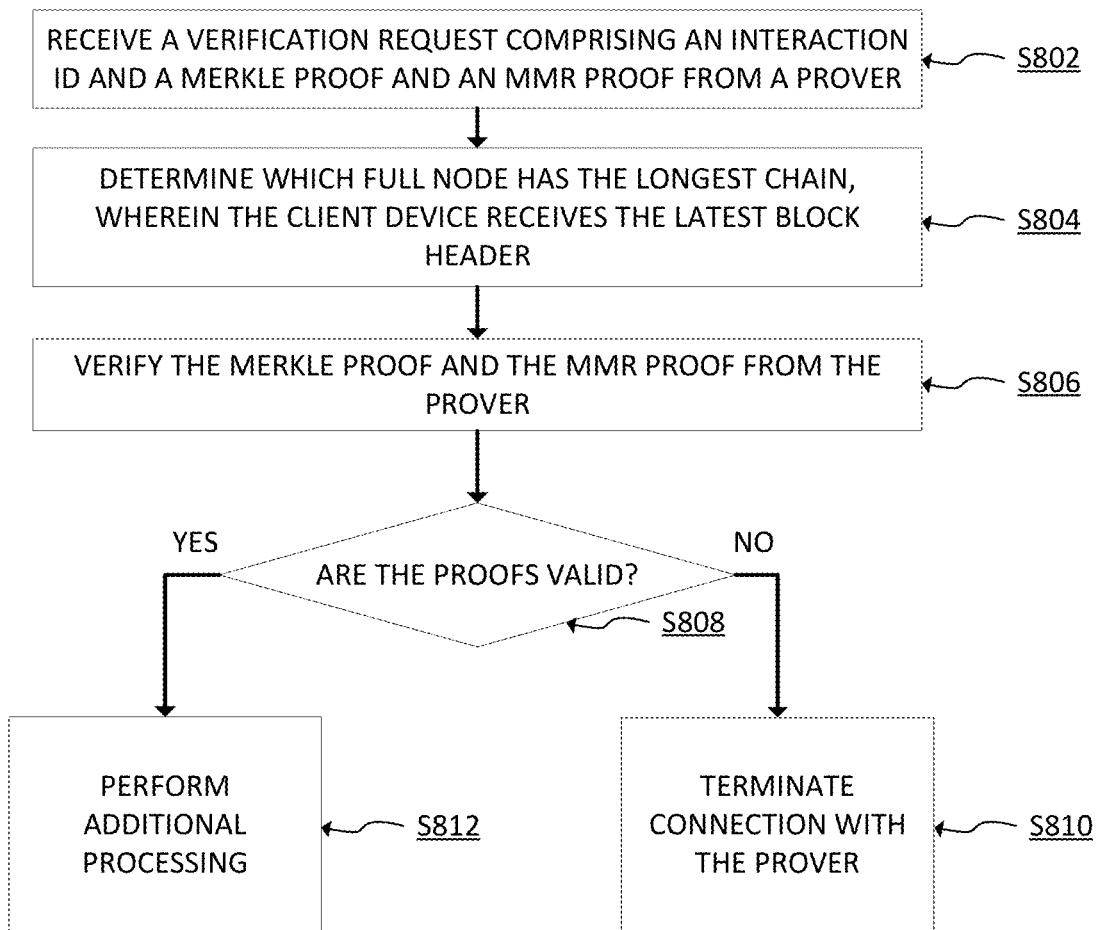 RECEIVE A VERIFICATION REQUEST COMPRISING AN INTERACTION
ID AND A MERKLE PROOF AND AN MMR PROOF FROM A PROVER
S802
DETERMINE WHICH FULL NODE HAS THE LONGEST CHAIN,
WHEREIN THE CLIENT DEVICE RECEIVES THE LATEST BLOCK
HEADER
S804
VERIFY THE MERKLE PROOF AND THE MMR PROOF FROM THE
PROVER
S806
YES
NO
ARE THE PROOFS VALID?
S808
PERFORM
ADDITIONAL
PROCESSING
S812
TERMINATE
CONNECTION WITH
THE PROVER
S810